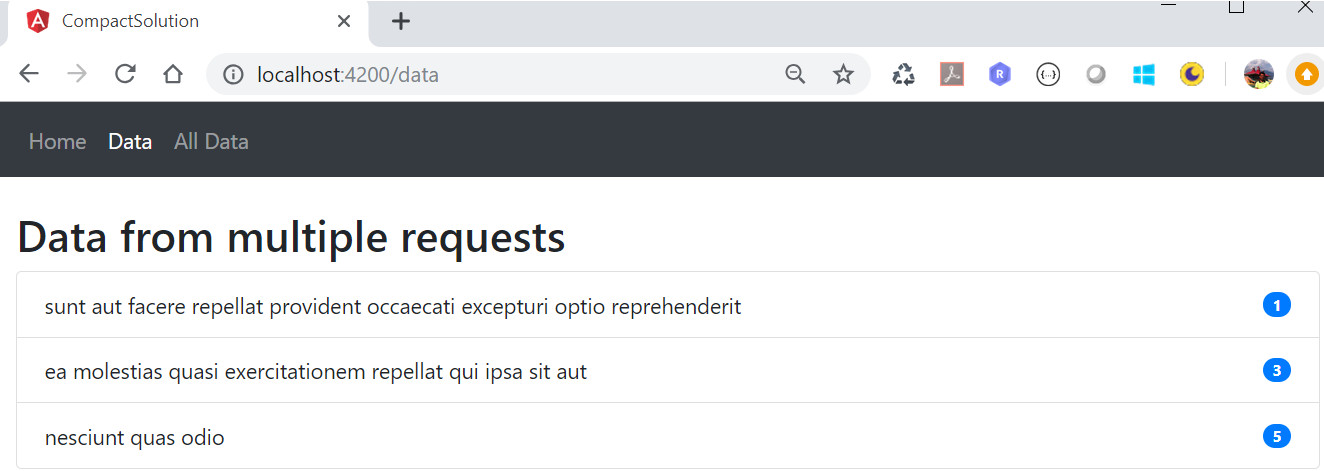 CompactSolution
localhost:4200/data
Home Data All Data
Data from multiple requests
sunt aut facere repellat provident occaecati excepturi optio reprehenderit 1
ea molestias quasi exercitationem repellat qui ipsa sit aut 3
nesciunt quas odio 5